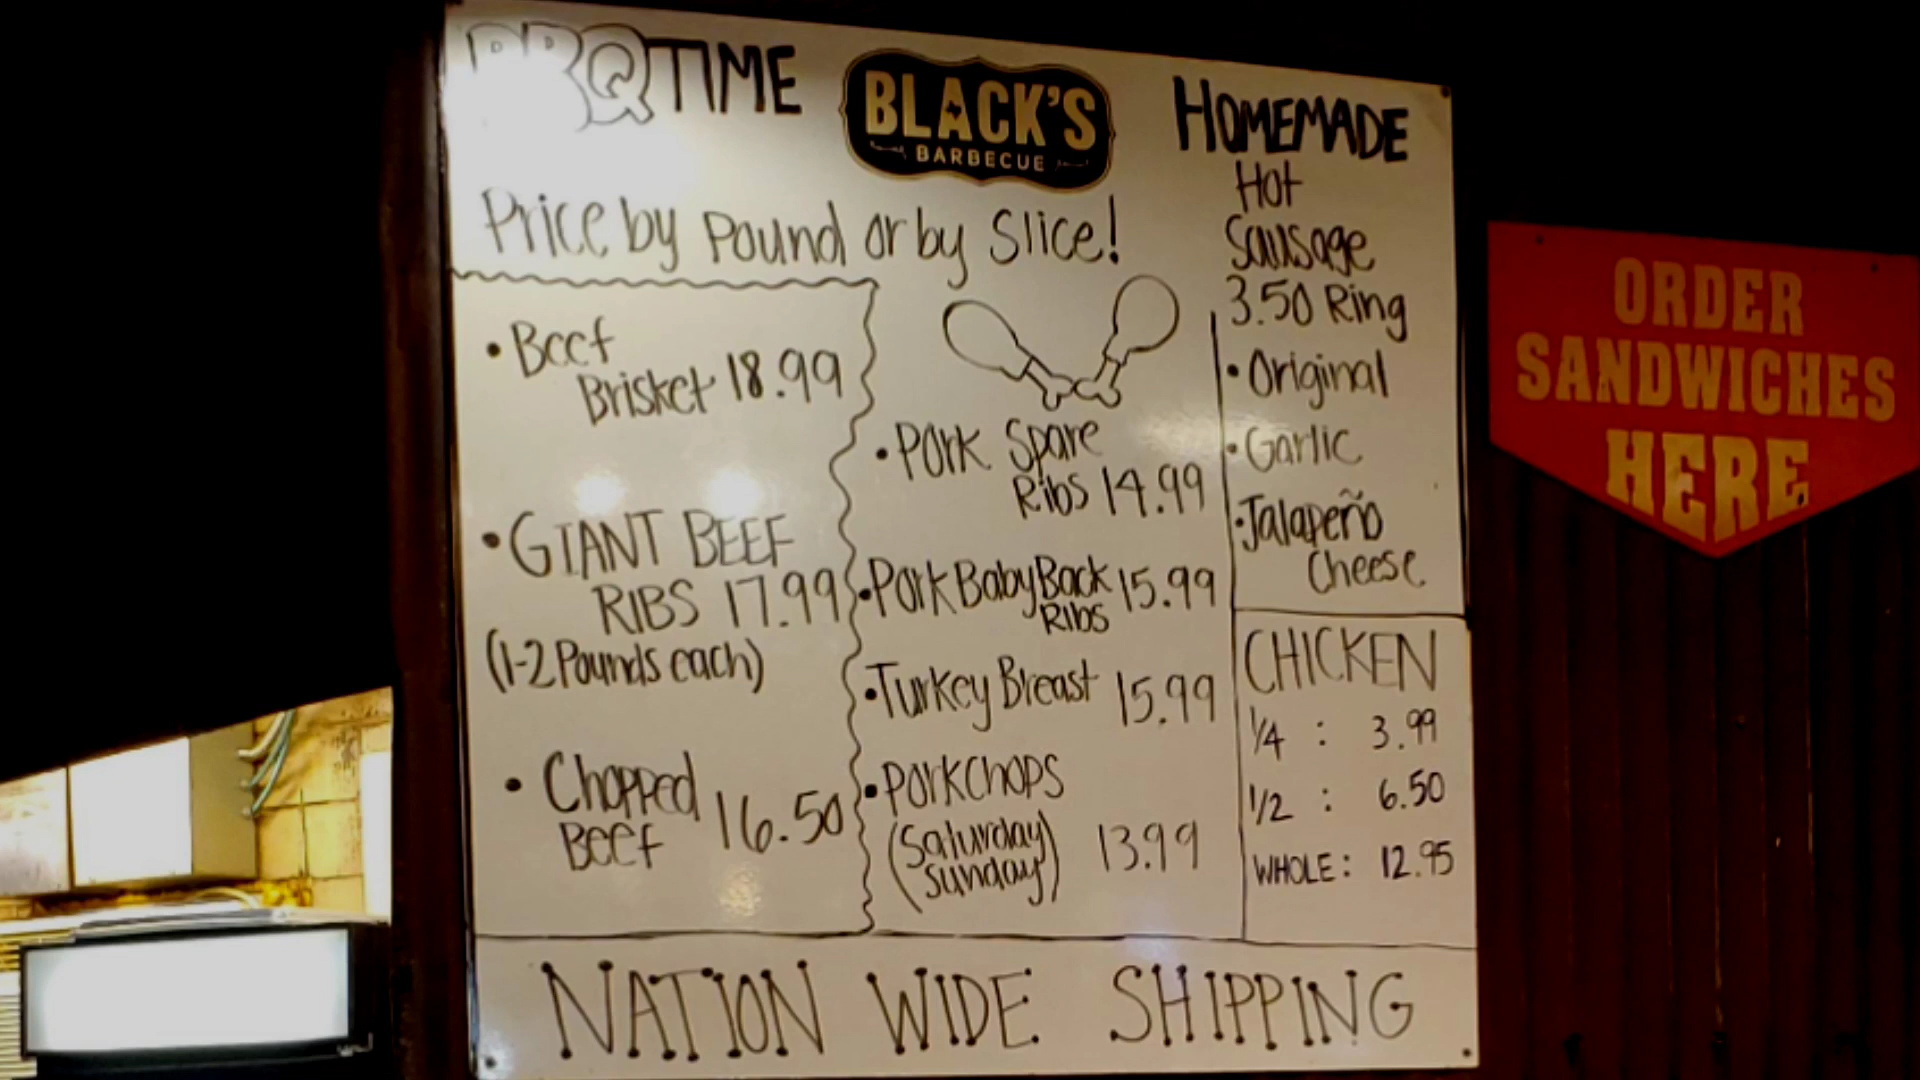 BBQ TIME
BLACK'S
BARBECUE
Price by Pound or by Slice!
• Beef
Brisket 18.99
• GIANT BEEF
RIBS 17.99
(1-2 Pounds each)
• Chopped
Beef 16.50
• Pork Spare
Ribs 14.99
• Pork Baby Back
Ribs 15.99
• Turkey Breast 15.99
• Pork Chops
(Saturday
Sunday) 13.99
HOMEMADE
Hot
Sausage
3.50 Ring
• Original
• Garlic
• Jalapeño
Cheese
CHICKEN
1/4 : 3.99
1/2 : 6.50
WHOLE: 12.95
NATION WIDE SHIPPING
ORDER
SANDWICHES
HERE